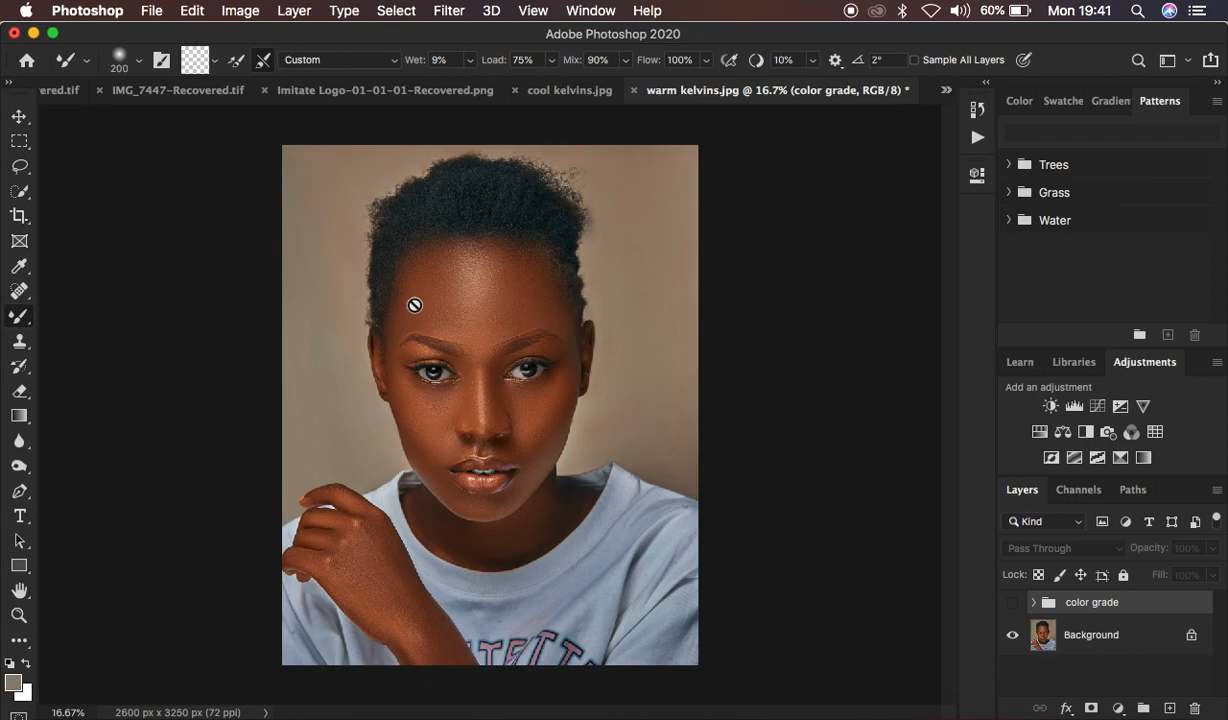 Photoshop File Edit Image Layer Type Select Filter 3D View Window Help 60% Mon 19:41
Adobe Photoshop 2020
200 Custom Wet: 9% Load: 75% Mix: 90% Flow: 100% 10% 2° Sample All Layers
ered.tif × IMG_7447-Recovered.tif × Imitate Logo-01-01-01-Recovered.png × cool kelvins.jpg × warm kelvins.jpg @ 16.7% (color grade, RGB/8) *
Color Swatche Gradien Patterns
Trees
Grass
Water
Learn Libraries Adjustments
Add an adjustment
Layers Channels Paths
Kind
Pass Through Opacity: 100%
Lock: Fill: 100%
color grade
Background
16.67% 2600 px x 3250 px (72 ppi)